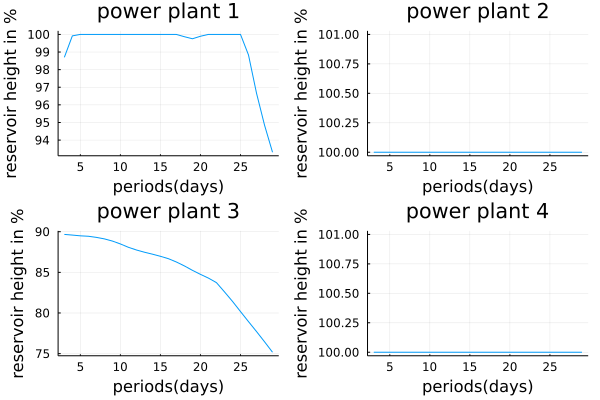 power plant 1
reservoir height in %
100
99
98
97
96
95
94
5 10 15 20 25
periods(days)
power plant 2
reservoir height in %
101.00
100.75
100.50
100.25
100.00
5 10 15 20 25
periods(days)
power plant 3
reservoir height in %
90
85
80
75
5 10 15 20 25
periods(days)
power plant 4
reservoir height in %
101.00
100.75
100.50
100.25
100.00
5 10 15 20 25
periods(days)